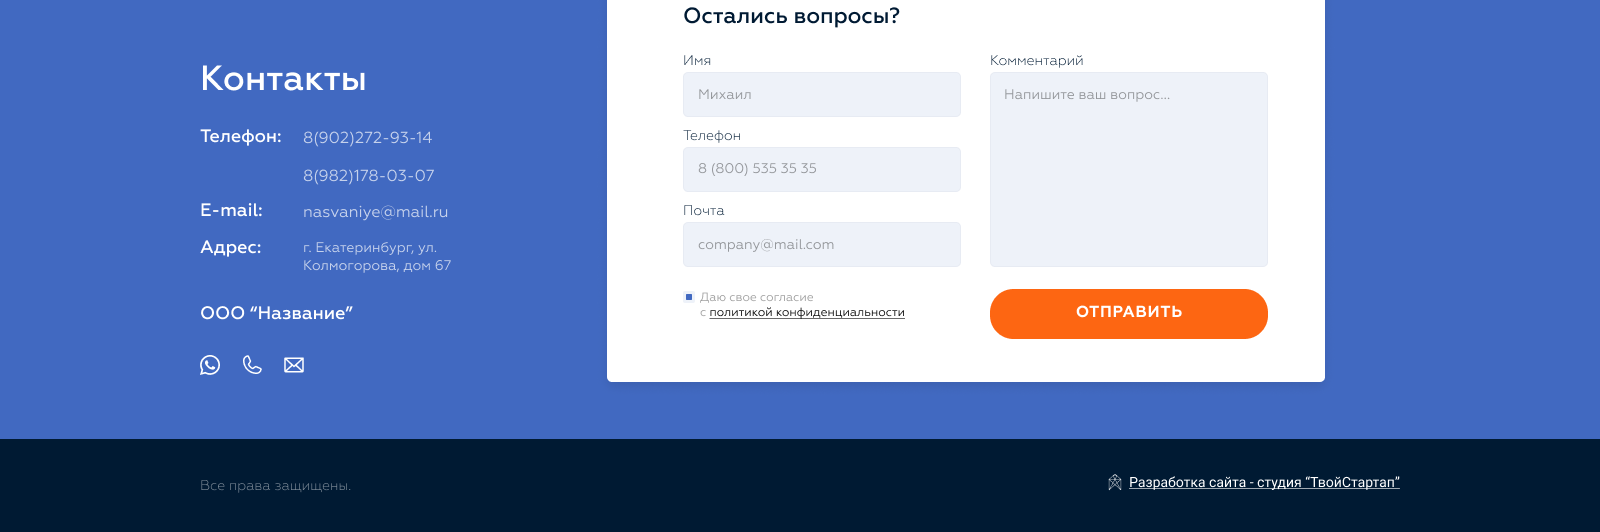 Остались вопросы?
Контакты
Телефон: 8(902)272-93-14
8(982)178-03-07
E-mail: nasvaniye@mail.ru
Адрес: г. Екатеринбург, ул.
Колмогорова, дом 67
ООО “Название”
Имя
Михаил
Телефон
8 (800) 535 35 35
Почта
company@mail.com
Комментарий
Напишите ваш вопрос...
Даю свое согласие
с политикой конфиденциальности
ОТПРАВИТЬ
Все права защищены.
Разработка сайта - студия “ТвойСтартап”